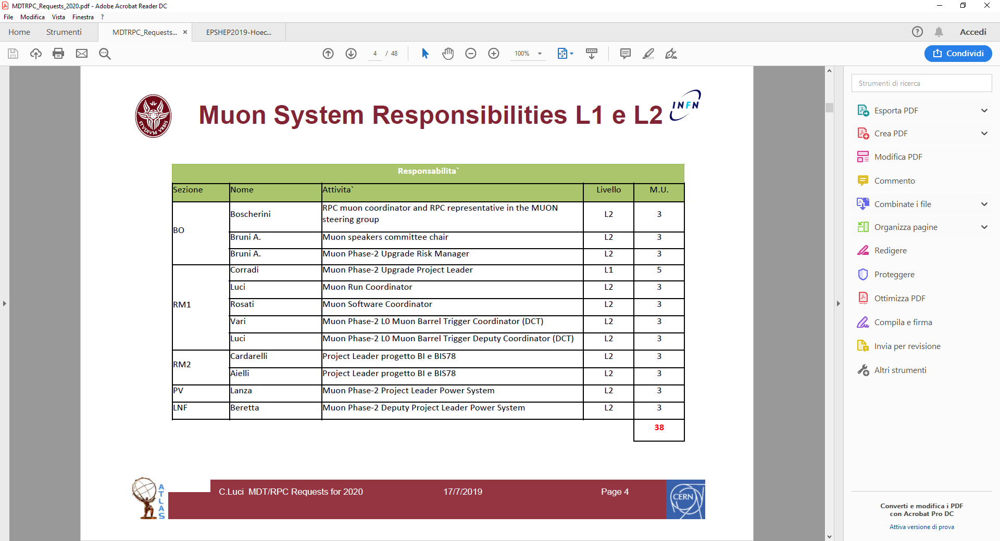 MDTRPC_Requests_2020.pdf - Adobe Acrobat Reader DC
File Modifica Vista Finestra ?
Home Strumenti MDTRPC_Requests... × EPSHEP2019-Hoec... Accedi
4 / 48 100% Condividi
Strumenti di ricerca
Esporta PDF
Crea PDF
Modifica PDF
Commento
Combinate i file
Organizza pagine
Redigere
Proteggere
Ottimizza PDF
Compila e firma
Invia per revisione
Altri strumenti
Converti e modifica i PDF
con Acrobat Pro DC
Attiva versione di prova
STVDIVM VRBIS
Muon System Responsibilities L1 e L2
INFN
Responsabilita`
Sezione Nome Attivita` Livello M.U.
BO
Boscherini RPC muon coordinator and RPC representative in the MUON
steering group L2 3
Bruni A. Muon speakers committee chair L2 3
Bruni A. Muon Phase-2 Upgrade Risk Manager L2 3
RM1
Corradi Muon Phase-2 Upgrade Project Leader L1 5
Luci Muon Run Coordinator L2 3
Rosati Muon Software Coordinator L2 3
Vari Muon Phase-2 L0 Muon Barrel Trigger Coordinator (DCT) L2 3
Luci Muon Phase-2 L0 Muon Barrel Trigger Deputy Coordinator (DCT) L2 3
RM2
Cardarelli Project Leader progetto BI e BIS78 L2 3
Aielli Project Leader progetto BI e BIS78 L2 3
PV Lanza Muon Phase-2 Project Leader Power System L2 3
LNF Beretta Muon Phase-2 Deputy Project Leader Power System L2 3
38
ATLAS
C.Luci MDT/RPC Requests for 2020 17/7/2019 Page 4
CERN